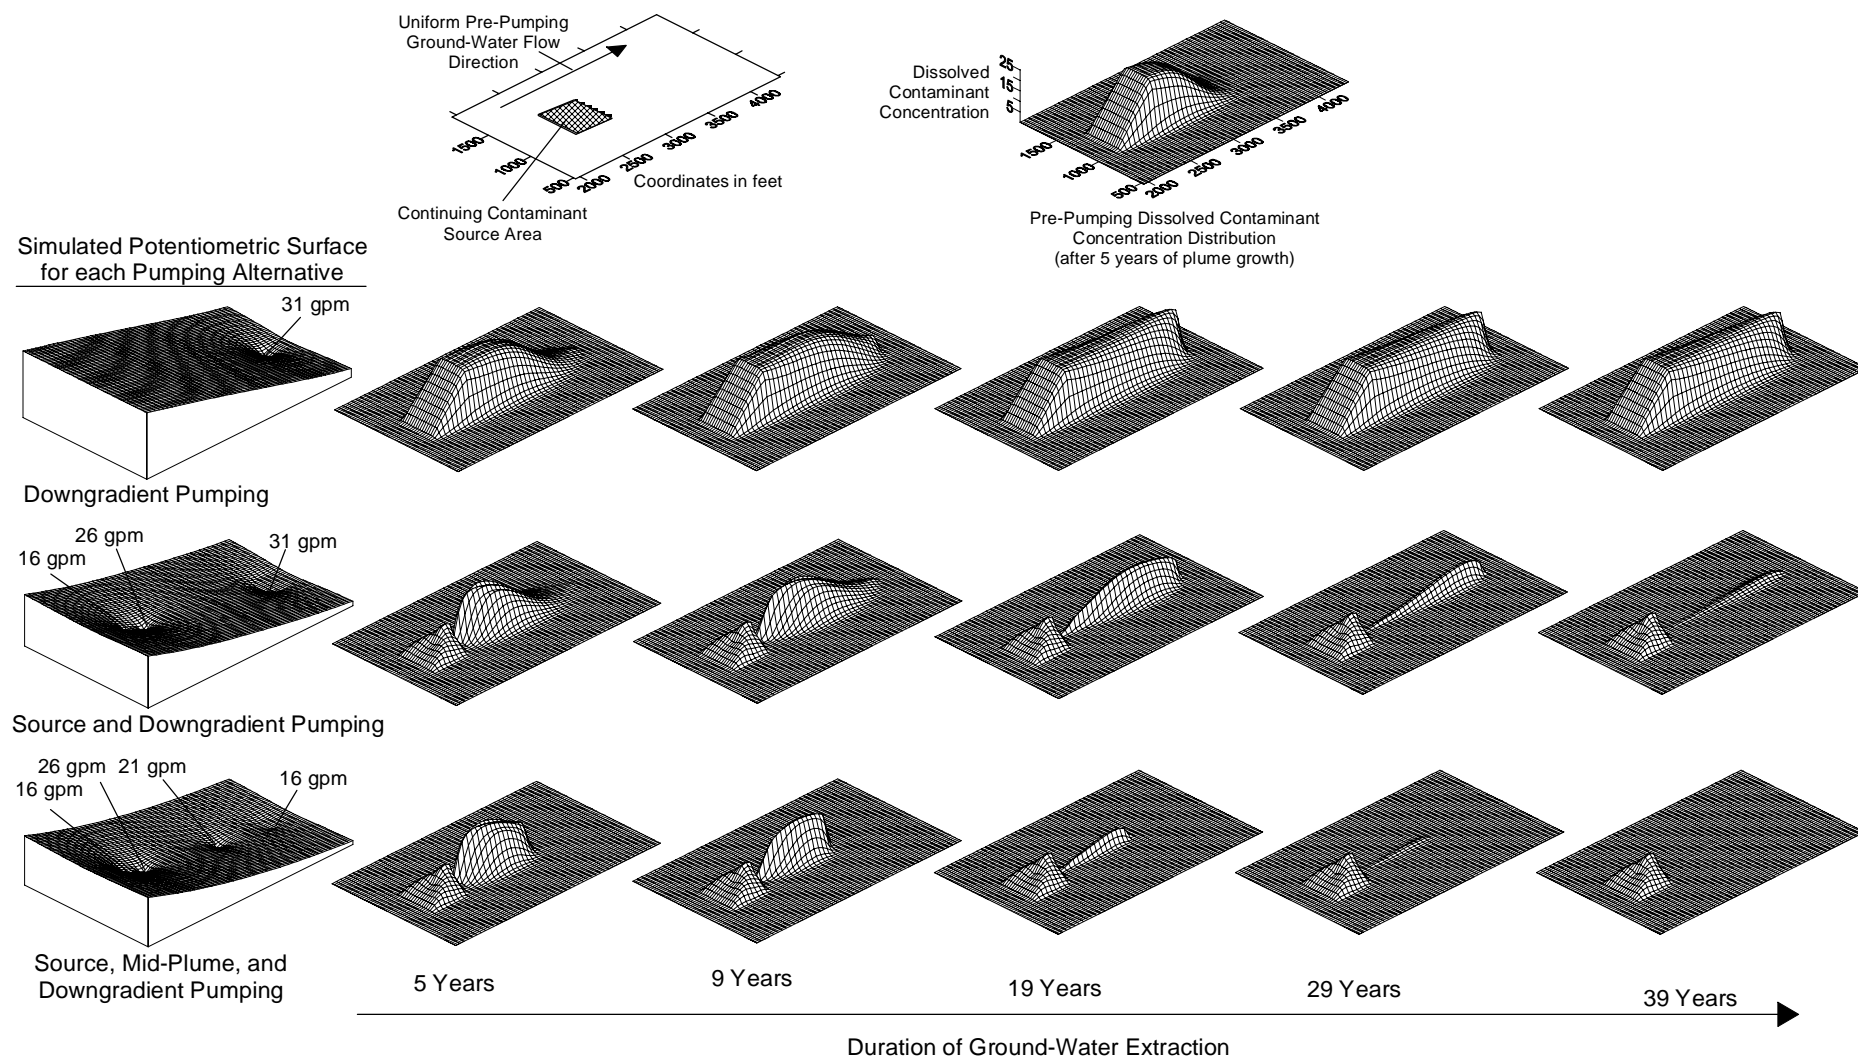 Uniform Pre-Pumping
Ground-Water Flow
Direction
1500
1000
500
2000
2500
3000
3500
4000
Coordinates in feet
Continuing Contaminant
Source Area
Dissolved
Contaminant
Concentration
25
15
5
1500
1000
500
2000
2500
3000
3500
4000
Pre-Pumping Dissolved Contaminant
Concentration Distribution
(after 5 years of plume growth)
Simulated Potentiometric Surface
for each Pumping Alternative
31 gpm
Downgradient Pumping
26 gpm
16 gpm
31 gpm
Source and Downgradient Pumping
26 gpm
21 gpm
16 gpm
16 gpm
Source, Mid-Plume, and
Downgradient Pumping
5 Years
9 Years
19 Years
29 Years
39 Years
Duration of Ground-Water Extraction